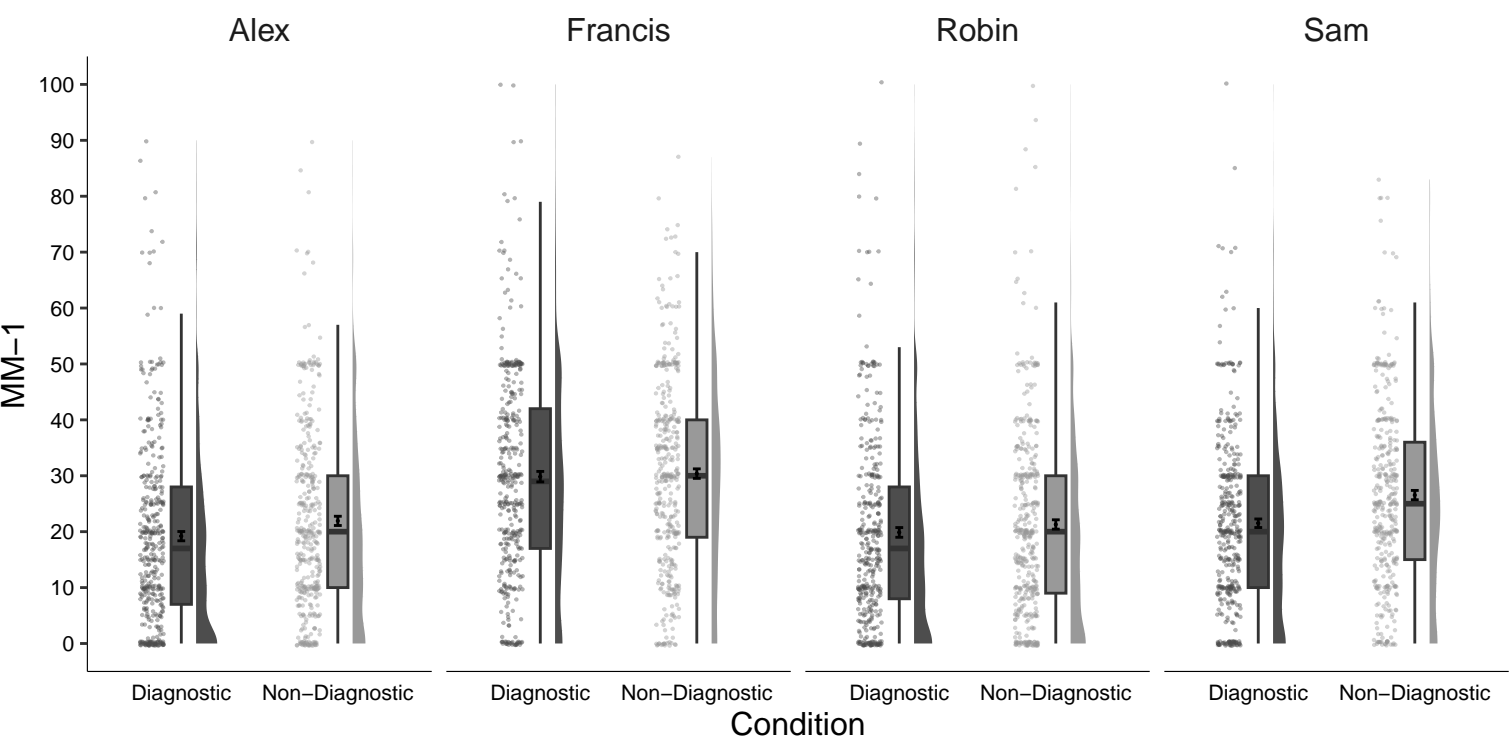 Alex Francis Robin Sam
100
90
80
70
60
50
40
30
20
10
0
MM−1
Diagnostic Non−Diagnostic Diagnostic Non−Diagnostic Diagnostic Non−Diagnostic Diagnostic Non−Diagnostic
Condition